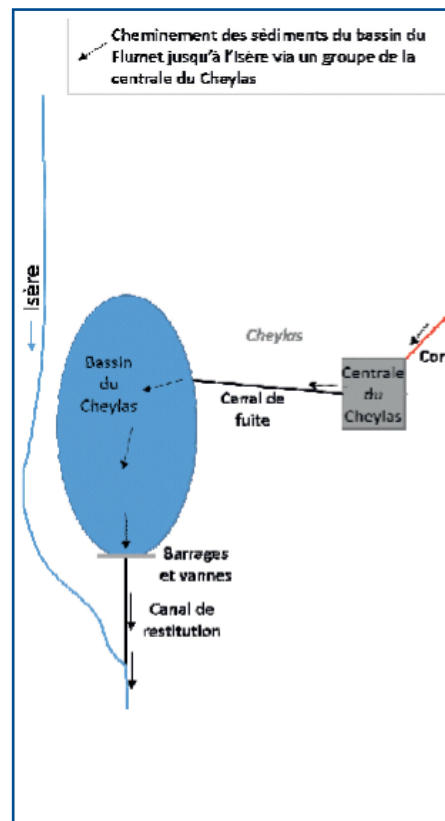 Cheminement des sédiments du bassin du
Flumet jusqu'à l'Isère via un groupe de la
centrale du Cheylas
Isère
Cheylas
Bassin
du
Cheylas
Centrale
du
Cheylas
Con
Canal de
fuite
Barrages
et vannes
Canal de
restitution